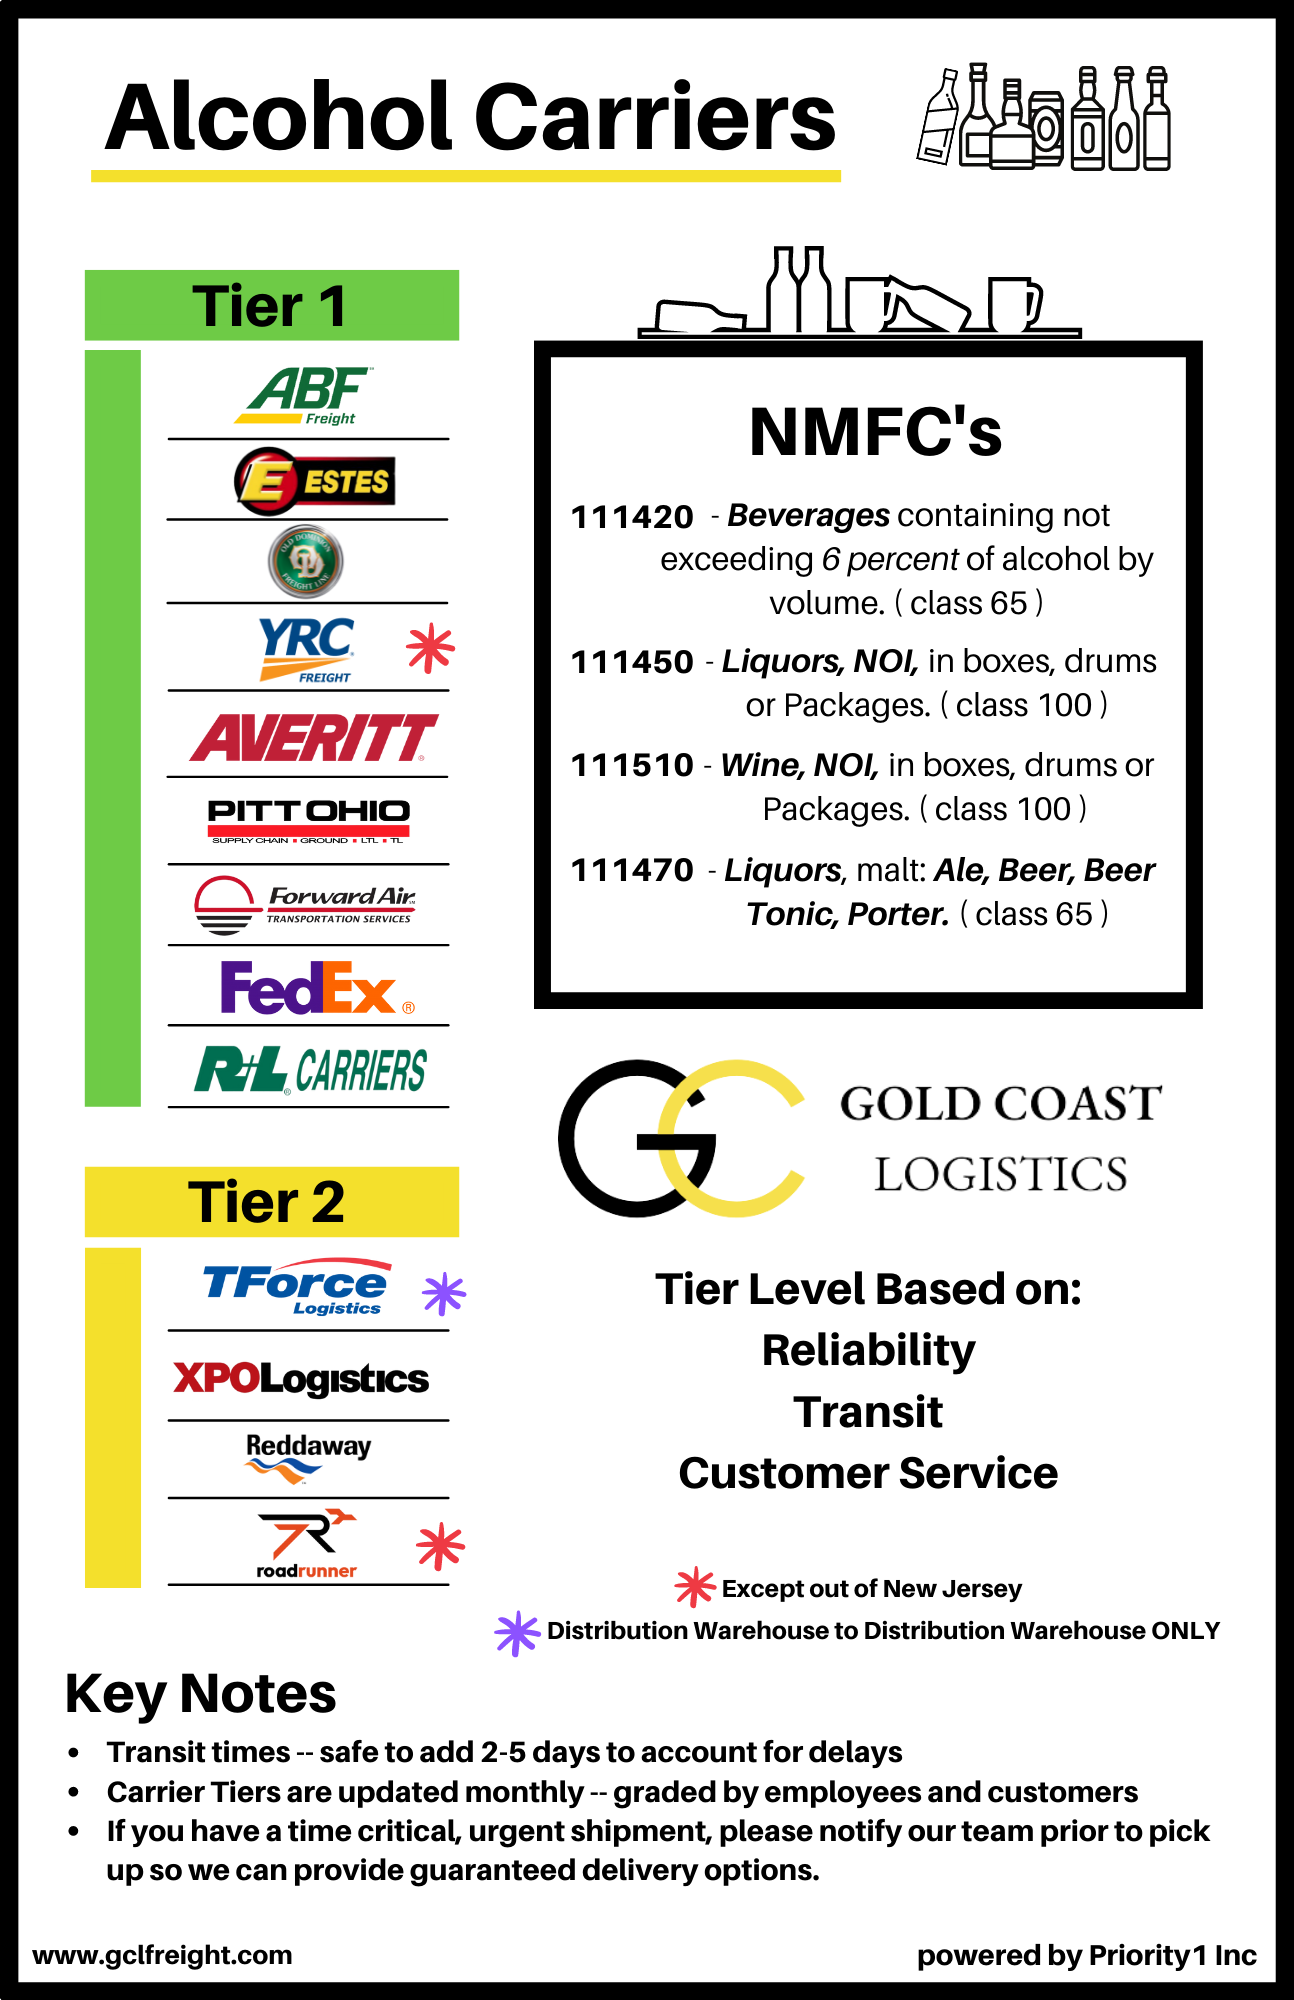 Alcohol Carriers
Tier 1
ABF
Freight
E ESTES
OLD DOMINION
OD
FREIGHT LINE
YRC
FREIGHT
AVERITT
PITT OHIO
SUPPLY CHAIN ▪ GROUND ▪ LTL ▪ TL
Forward Air
TRANSPORTATION SERVICES
FedEx ®
R+L CARRIERS
Tier 2
TForce
Logistics
XPOLogistics
Reddaway
roadrunner
NMFC's
111420 - Beverages containing not
exceeding 6 percent of alcohol by
volume. ( class 65 )
111450 - Liquors, NOI, in boxes, drums
or Packages. ( class 100 )
111510 - Wine, NOI, in boxes, drums or
Packages. ( class 100 )
111470 - Liquors, malt: Ale, Beer, Beer
Tonic, Porter. ( class 65 )
GC
GOLD COAST
LOGISTICS
Tier Level Based on:
Reliability
Transit
Customer Service
Except out of New Jersey
Distribution Warehouse to Distribution Warehouse ONLY
Key Notes
• Transit times -- safe to add 2-5 days to account for delays
• Carrier Tiers are updated monthly -- graded by employees and customers
• If you have a time critical, urgent shipment, please notify our team prior to pick
up so we can provide guaranteed delivery options.
www.gclfreight.com
powered by Priority1 Inc